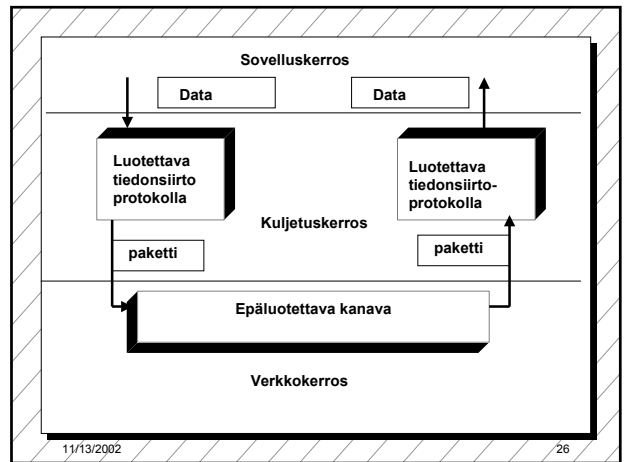 Sovelluskerros
Data
Data
Luotettava
tiedonsiirto
protokolla
Luotettava
tiedonsiirto-
protokolla
Kuljetuskerros
paketti
paketti
Epäluotettava kanava
Verkkokerros
11/13/2002
26